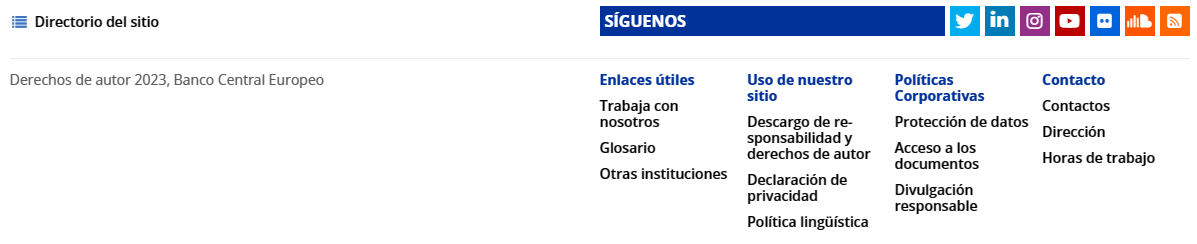 Directorio del sitio
SÍGUENOS
Derechos de autor 2023, Banco Central Europeo
Enlaces útiles
Trabaja con
nosotros
Glosario
Otras instituciones
Uso de nuestro
sitio
Descargo de re-
sponsabilidad y
derechos de autor
Declaración de
privacidad
Política lingüística
Políticas
Corporativas
Protección de datos
Acceso a los
documentos
Divulgación
responsable
Contacto
Contactos
Dirección
Horas de trabajo